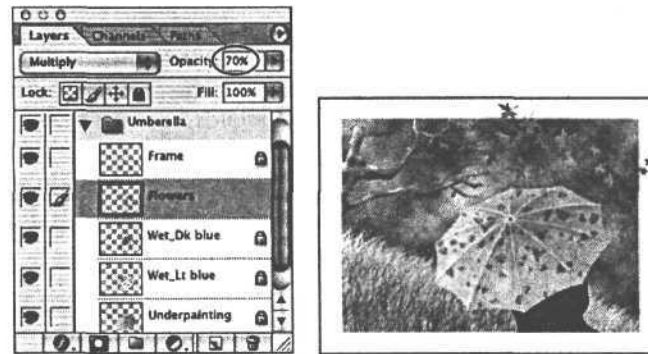 Layers Channels Paths
Multiply Opacity: 70%
Lock: Fill: 100%
Umberella
Frame
Flowers
Wet_Dk blue
Wet_Lt blue
Underpainting